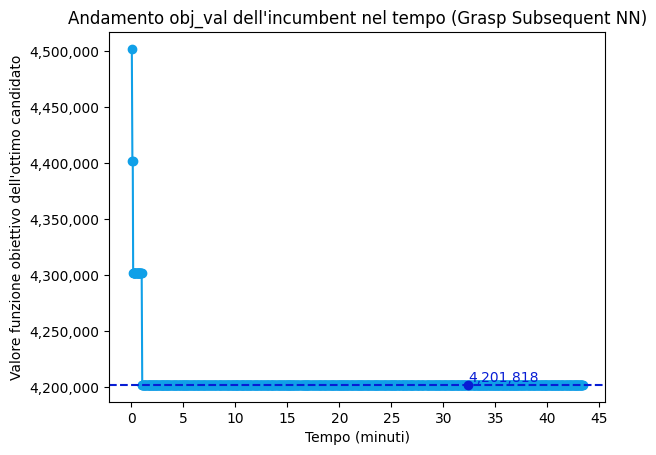 Andamento obj_val dell'incumbent nel tempo (Grasp Subsequent NN)
Valore funzione obiettivo dell'ottimo candidato
4,500,000
4,450,000
4,400,000
4,350,000
4,300,000
4,250,000
4,200,000
4,201,818
0 5 10 15 20 25 30 35 40 45
Tempo (minuti)